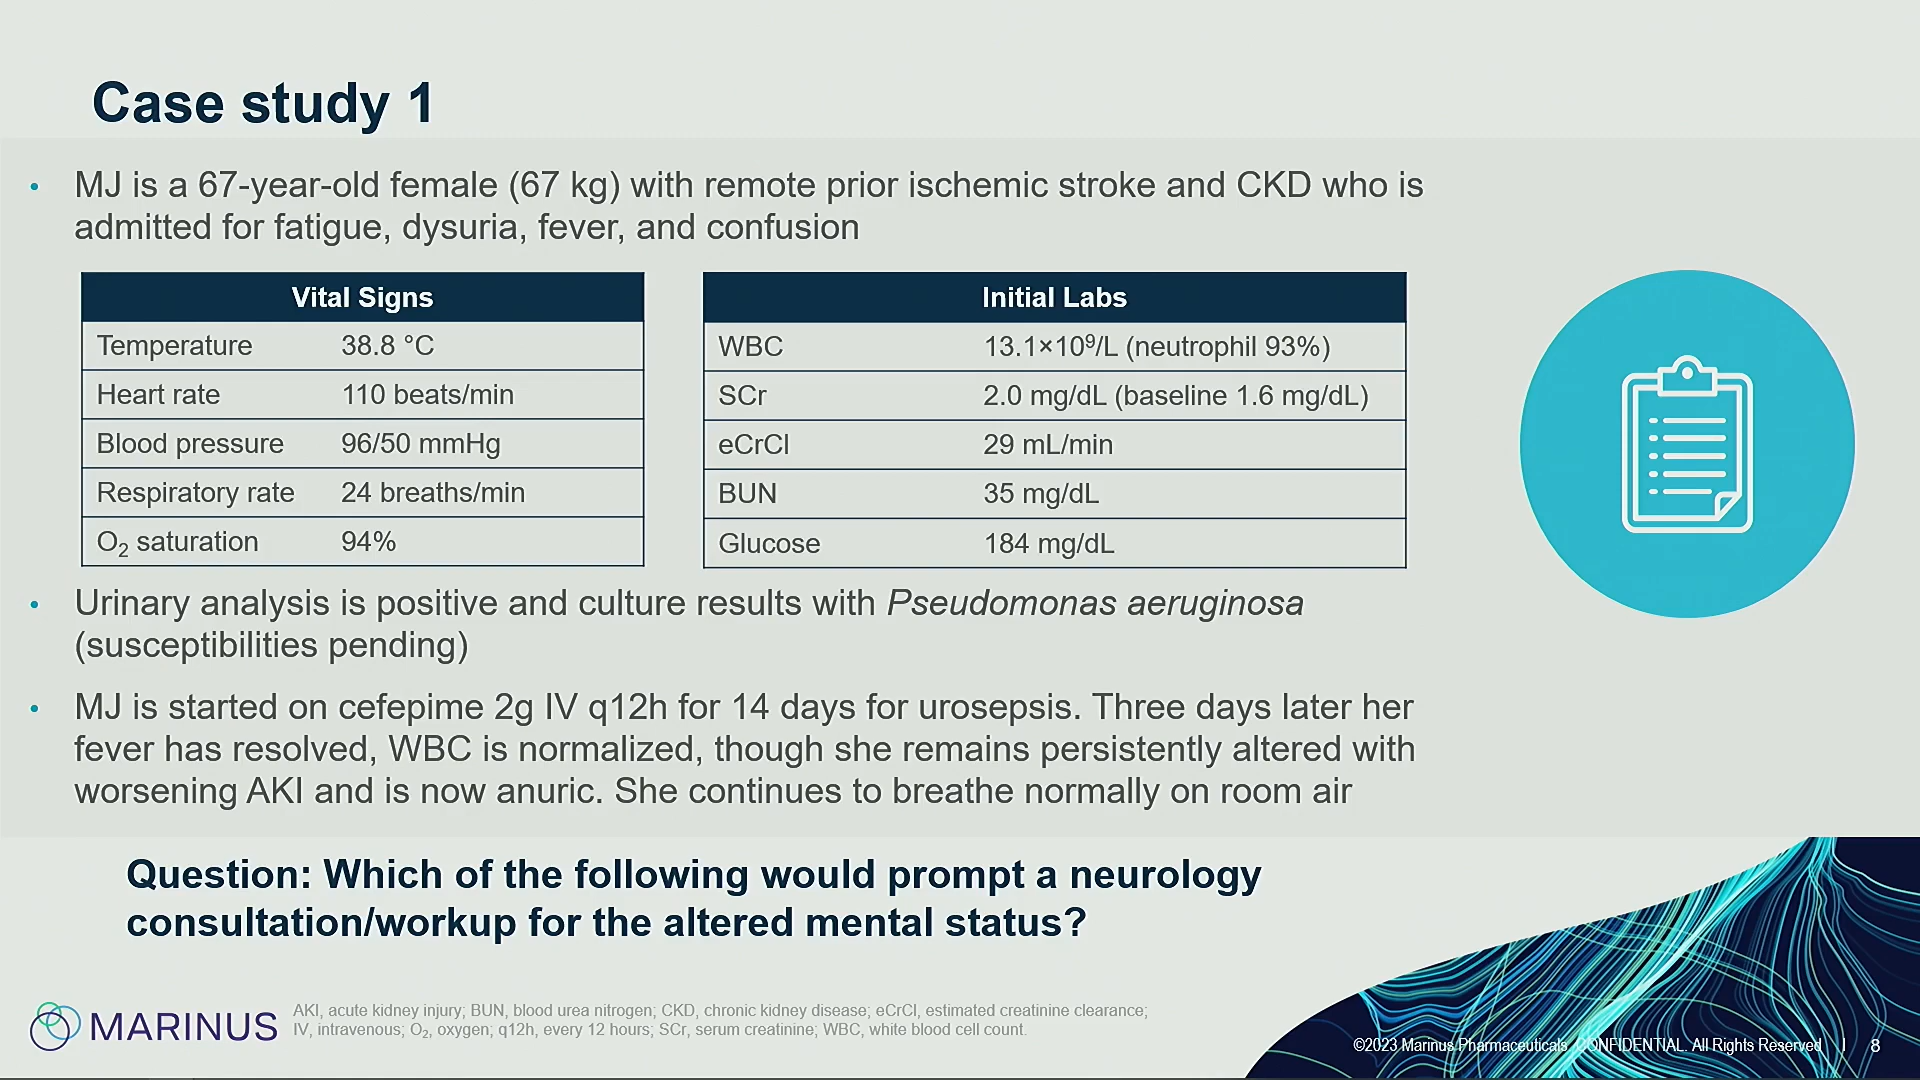 Case study 1
• MJ is a 67-year-old female (67 kg) with remote prior ischemic stroke and CKD who is
admitted for fatigue, dysuria, fever, and confusion
Vital Signs
Temperature 38.8 °C
Heart rate 110 beats/min
Blood pressure 96/50 mmHg
Respiratory rate 24 breaths/min
O₂ saturation 94%
Initial Labs
WBC 13.1×10⁹/L (neutrophil 93%)
SCr 2.0 mg/dL (baseline 1.6 mg/dL)
eCrCl 29 mL/min
BUN 35 mg/dL
Glucose 184 mg/dL
• Urinary analysis is positive and culture results with Pseudomonas aeruginosa
(susceptibilities pending)
• MJ is started on cefepime 2g IV q12h for 14 days for urosepsis. Three days later her
fever has resolved, WBC is normalized, though she remains persistently altered with
worsening AKI and is now anuric. She continues to breathe normally on room air
Question: Which of the following would prompt a neurology
consultation/workup for the altered mental status?
MARINUS
AKI, acute kidney injury; BUN, blood urea nitrogen; CKD, chronic kidney disease; eCrCl, estimated creatinine clearance;
IV, intravenous; O₂, oxygen; q12h, every 12 hours; SCr, serum creatinine; WBC, white blood cell count.
©2023 Marinus Pharmaceuticals. CONFIDENTIAL. All Rights Reserved | 8